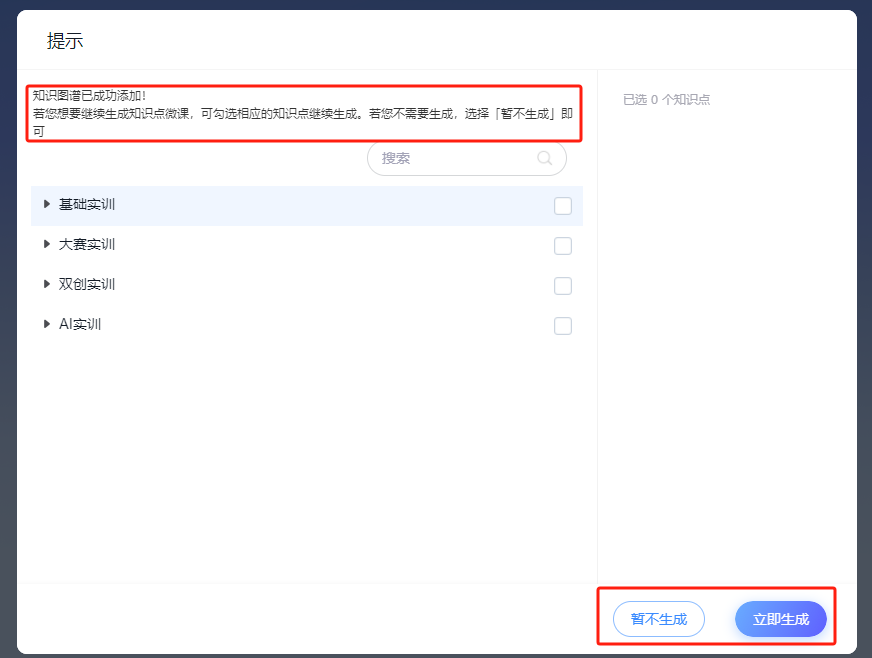 提示
知识图谱已成功添加!
若您想要继续生成知识点微课，可勾选相应的知识点继续生成。若您不需要生成，选择「暂不生成」即
可
已选 0 个知识点
搜索
基础实训
大赛实训
双创实训
AI实训
暂不生成
立即生成